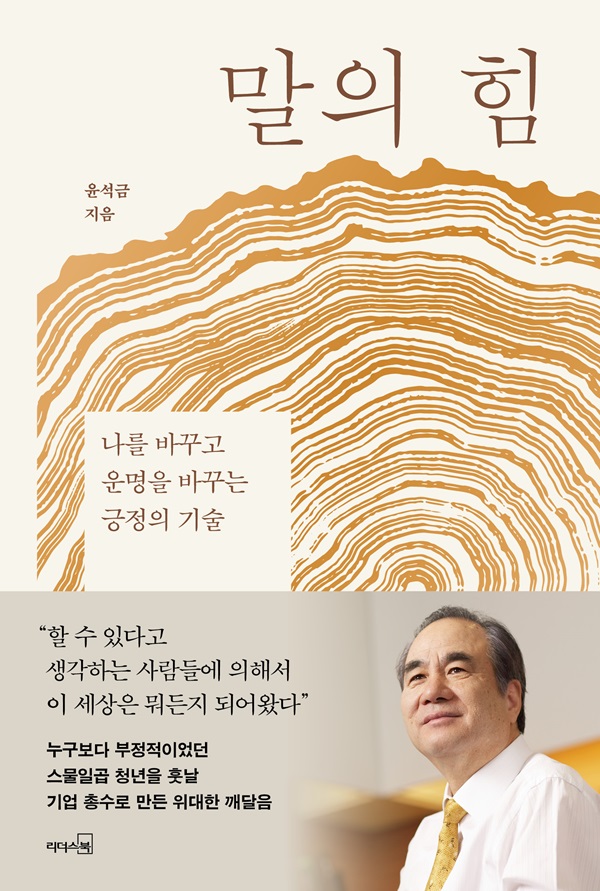 말의 힘
윤석금
지음
나를 바꾸고
운명을 바꾸는
긍정의 기술
“할 수 있다고
생각하는 사람들에 의해서
이 세상은 뭐든지 되어왔다”
누구보다 부정적이었던
스물일곱 청년을 훗날
기업 총수로 만든 위대한 깨달음
리더스북